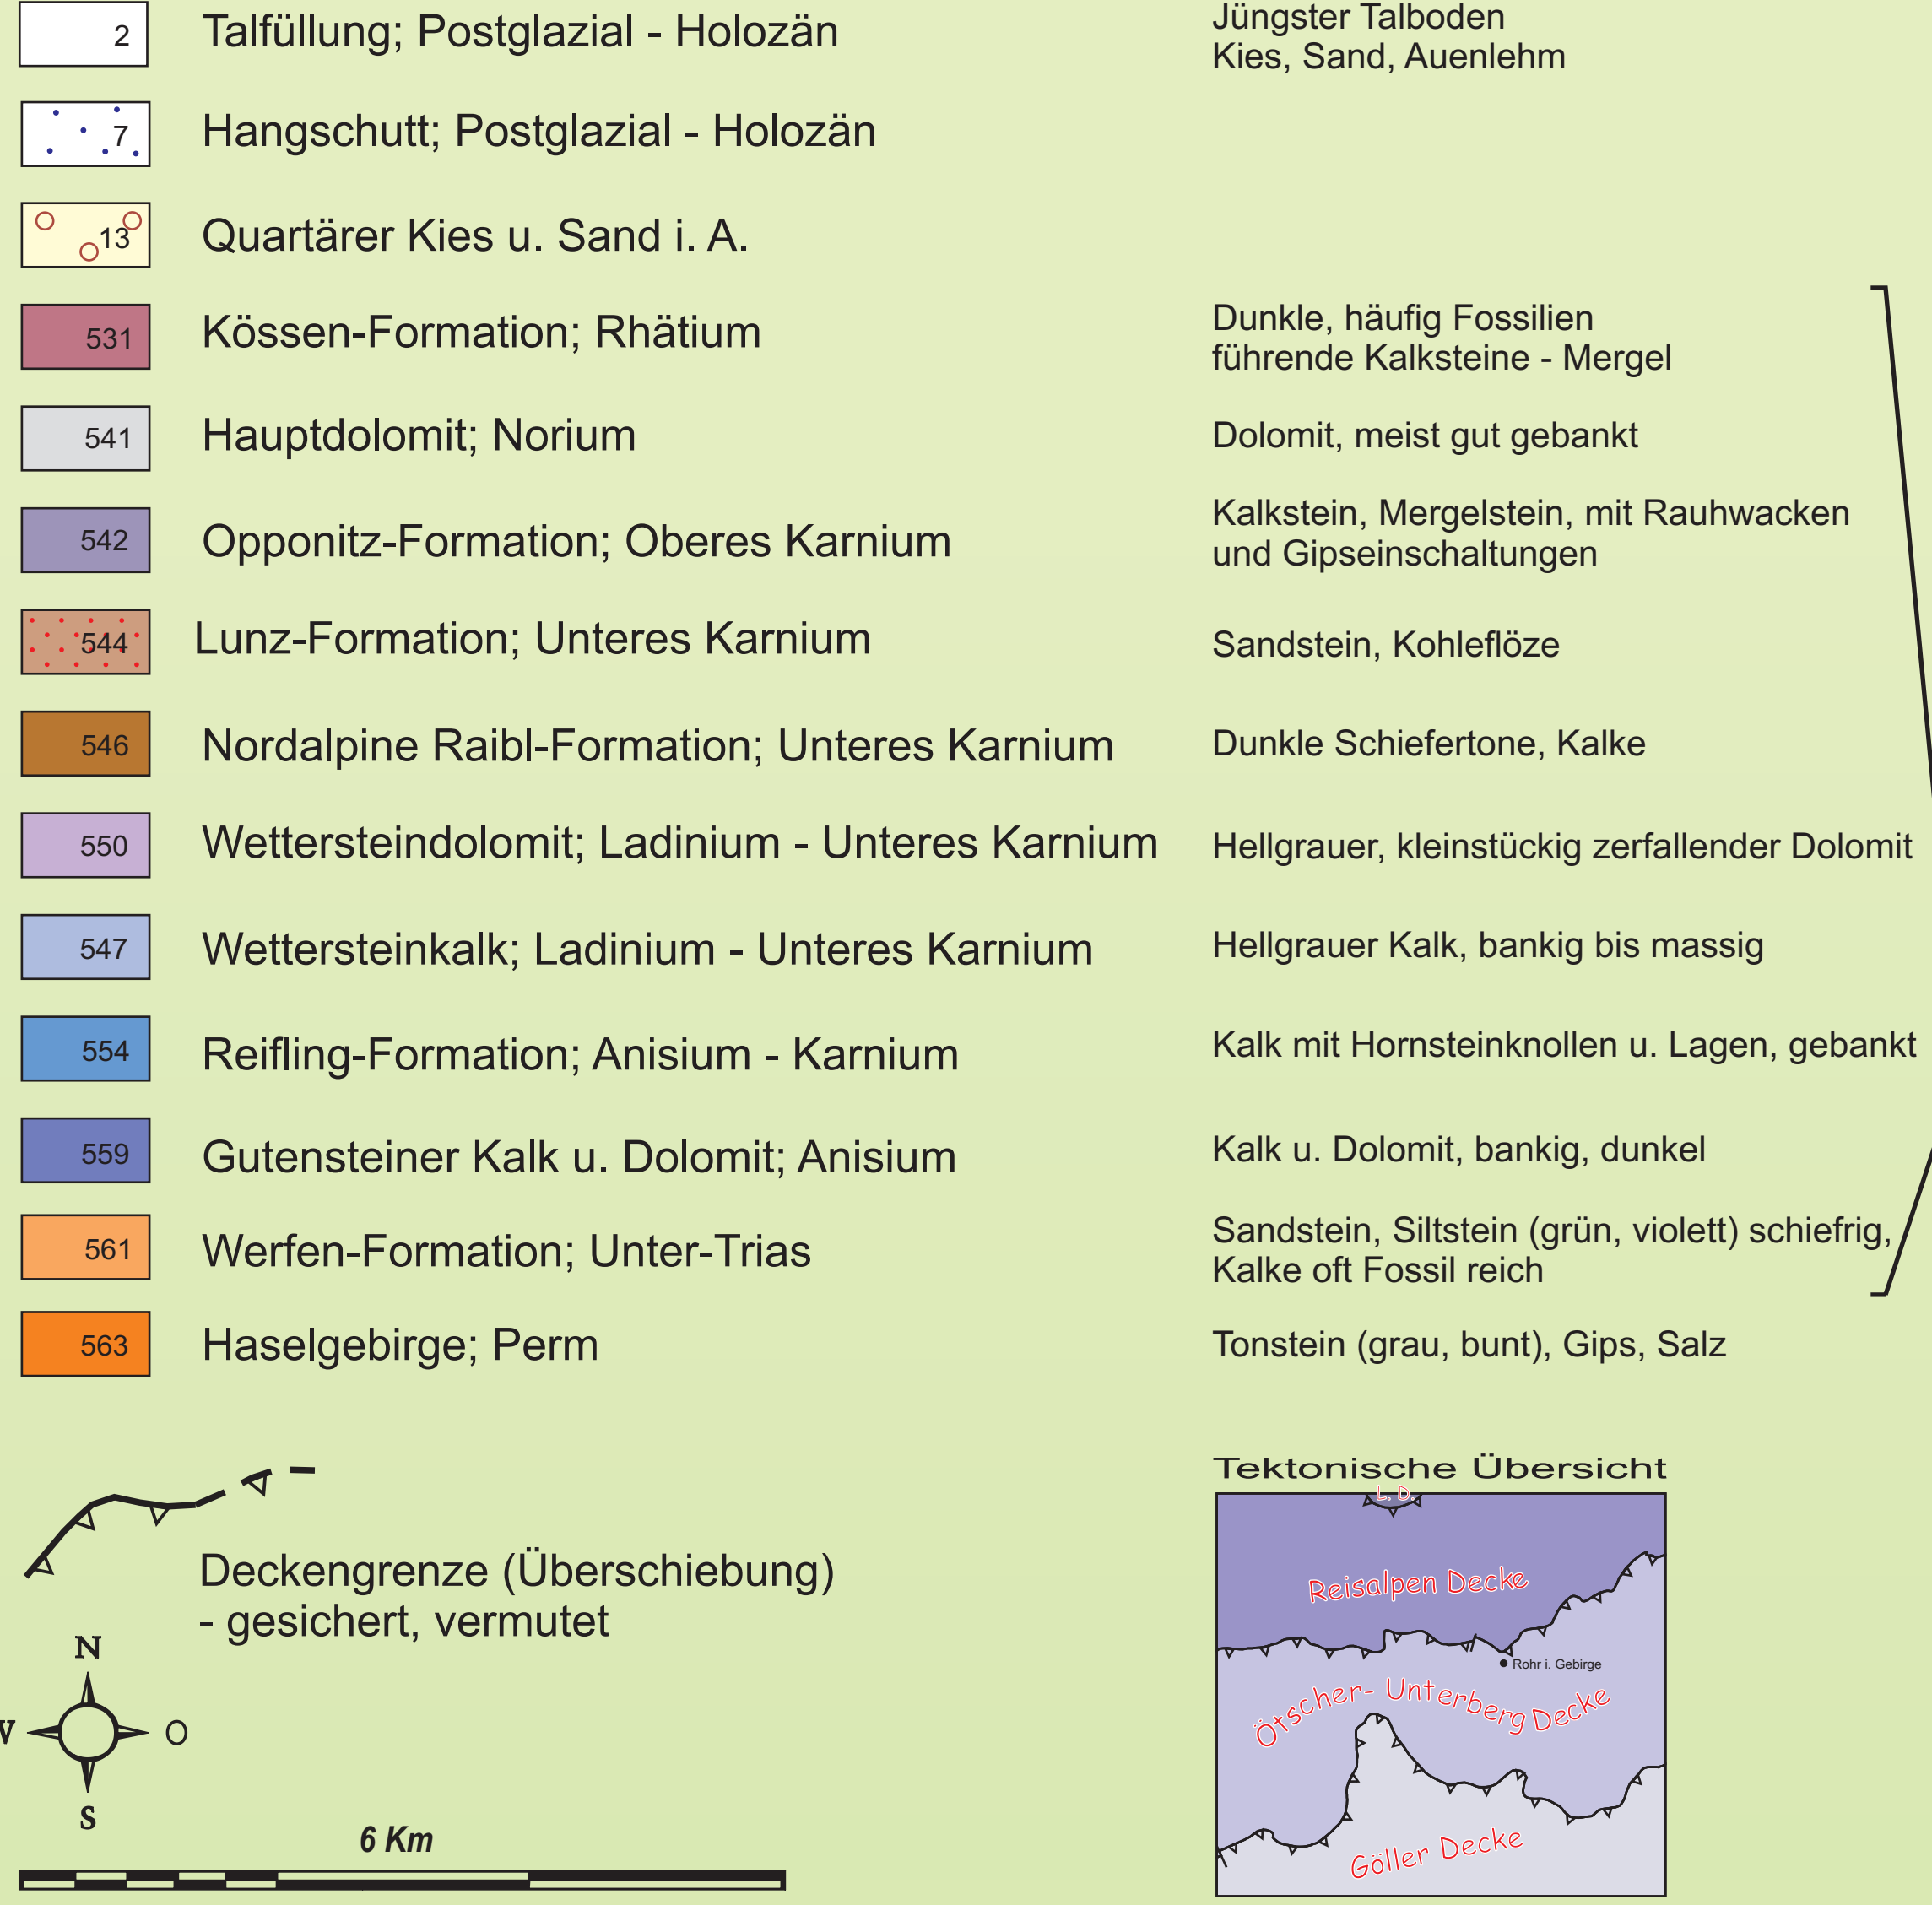 2
Talfüllung; Postglazial - Holozän
Jüngster Talboden
Kies, Sand, Auenlehm
7
Hangschutt; Postglazial - Holozän
13
Quartärer Kies u. Sand i. A.
531
Kössen-Formation; Rhätium
Dunkle, häufig Fossilien
führende Kalksteine - Mergel
541
Hauptdolomit; Norium
Dolomit, meist gut gebankt
542
Opponitz-Formation; Oberes Karnium
Kalkstein, Mergelstein, mit Rauhwacken
und Gipseinschaltungen
544
Lunz-Formation; Unteres Karnium
Sandstein, Kohleflöze
546
Nordalpine Raibl-Formation; Unteres Karnium
Dunkle Schiefertone, Kalke
550
Wettersteindolomit; Ladinium - Unteres Karnium
Hellgrauer, kleinstückig zerfallender Dolomit
547
Wettersteinkalk; Ladinium - Unteres Karnium
Hellgrauer Kalk, bankig bis massig
554
Reifling-Formation; Anisium - Karnium
Kalk mit Hornsteinknollen u. Lagen, gebankt
559
Gutensteiner Kalk u. Dolomit; Anisium
Kalk u. Dolomit, bankig, dunkel
561
Werfen-Formation; Unter-Trias
Sandstein, Siltstein (grün, violett) schiefrig,
Kalke oft Fossil reich
563
Haselgebirge; Perm
Tonstein (grau, bunt), Gips, Salz
Deckengrenze (Überschiebung)
- gesichert, vermutet
N
W
O
S
6 Km
Tektonische Übersicht
L. D.
Reisalpen Decke
Rohr i. Gebirge
Ötscher- Unterberg Decke
Göller Decke